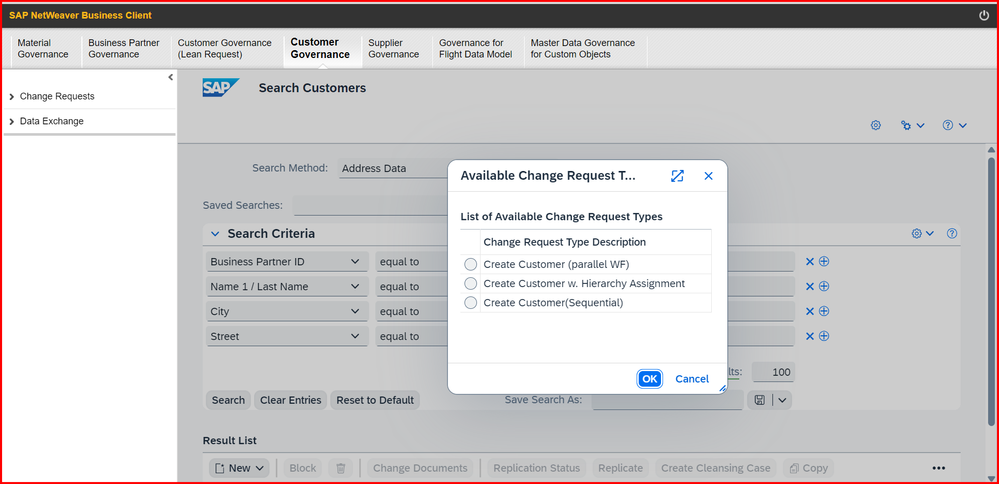 SAP NetWeaver Business Client
Material
Governance
Business Partner
Governance
Customer Governance
(Lean Request)
Customer
Governance
Supplier
Governance
Governance for
Flight Data Model
Master Data Governance
for Custom Objects
Change Requests
Data Exchange
SAP
Search Customers
Search Method:
Address Data
Saved Searches:
Search Criteria
Business Partner ID
equal to
Name 1 / Last Name
equal to
City
equal to
Street
equal to
Available Change Request T...
List of Available Change Request Types
Change Request Type Description
Create Customer (parallel WF)
Create Customer w. Hierarchy Assignment
Create Customer(Sequential)
OK
Cancel
lts:
100
Search
Clear Entries
Reset to Default
Save Search As:
Result List
New
Block
Change Documents
Replication Status
Replicate
Create Cleansing Case
Copy